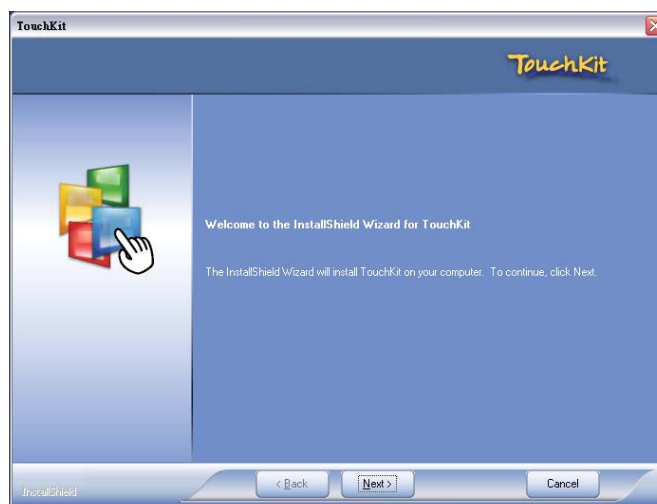 TouchKit
TouchKit
Welcome to the InstallShield Wizard for TouchKit
The InstallShield Wizard will install TouchKit on your computer. To continue, click Next.
InstallShield
< Back
Next >
Cancel